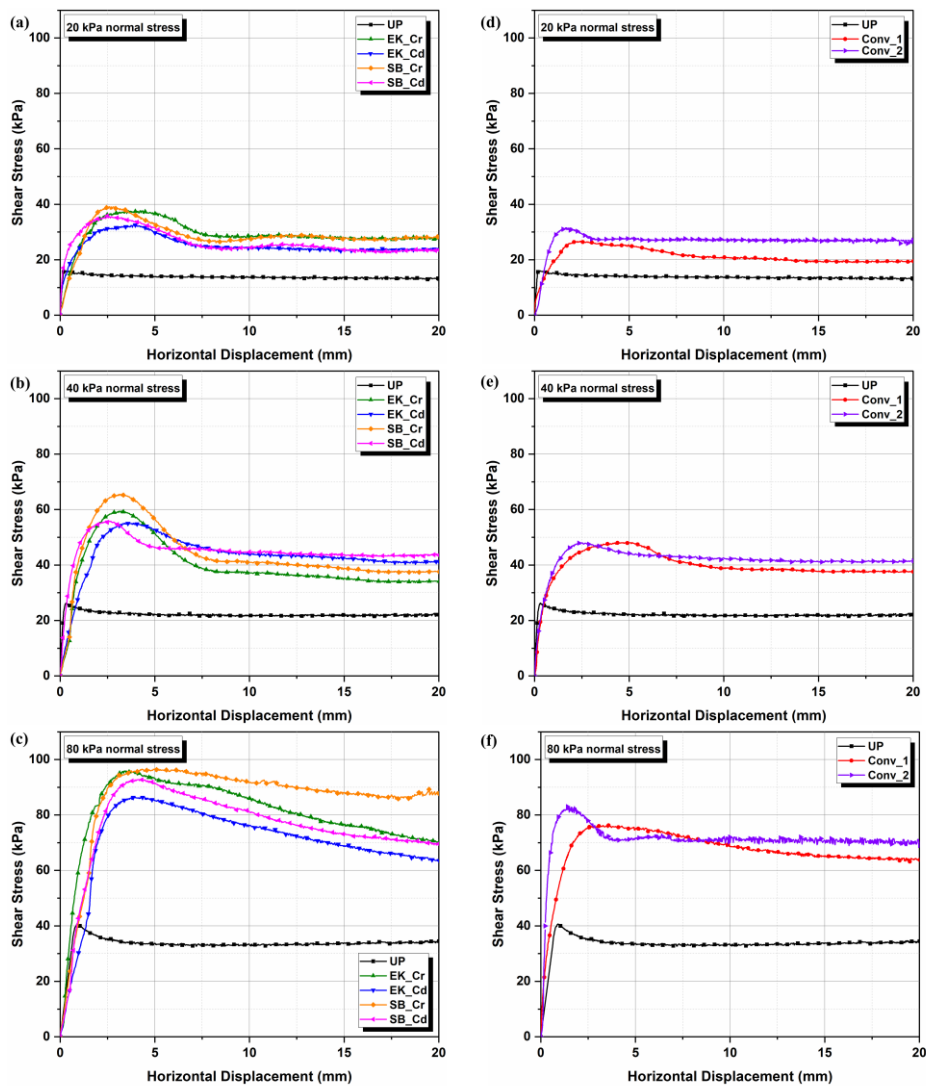 (a)
20 kPa normal stress
UP
EK_Cr
EK_Cd
SB_Cr
SB_Cd
110
100
80
60
40
20
0
Shear Stress (kPa)
0 5 10 15 20
Horizontal Displacement (mm)
(d)
20 kPa normal stress
UP
Conv_1
Conv_2
100
80
60
40
20
0
Shear Stress (kPa)
0 5 10 15 20
Horizontal Displacement (mm)
(b)
40 kPa normal stress
UP
EK_Cr
EK_Cd
SB_Cr
SB_Cd
100
80
60
40
20
0
Shear Stress (kPa)
0 5 10 15 20
Horizontal Displacement (mm)
(e)
40 kPa normal stress
UP
Conv_1
Conv_2
100
80
60
40
20
0
Shear Stress (kPa)
0 5 10 15 20
Horizontal Displacement (mm)
(c)
80 kPa normal stress
100
80
60
40
20
0
Shear Stress (kPa)
UP
EK_Cr
EK_Cd
SB_Cr
SB_Cd
0 5 10 15 20
Horizontal Displacement (mm)
(f)
80 kPa normal stress
UP
Conv_1
Conv_2
100
80
60
40
20
0
Shear Stress (kPa)
0 5 10 15 20
Horizontal Displacement (mm)